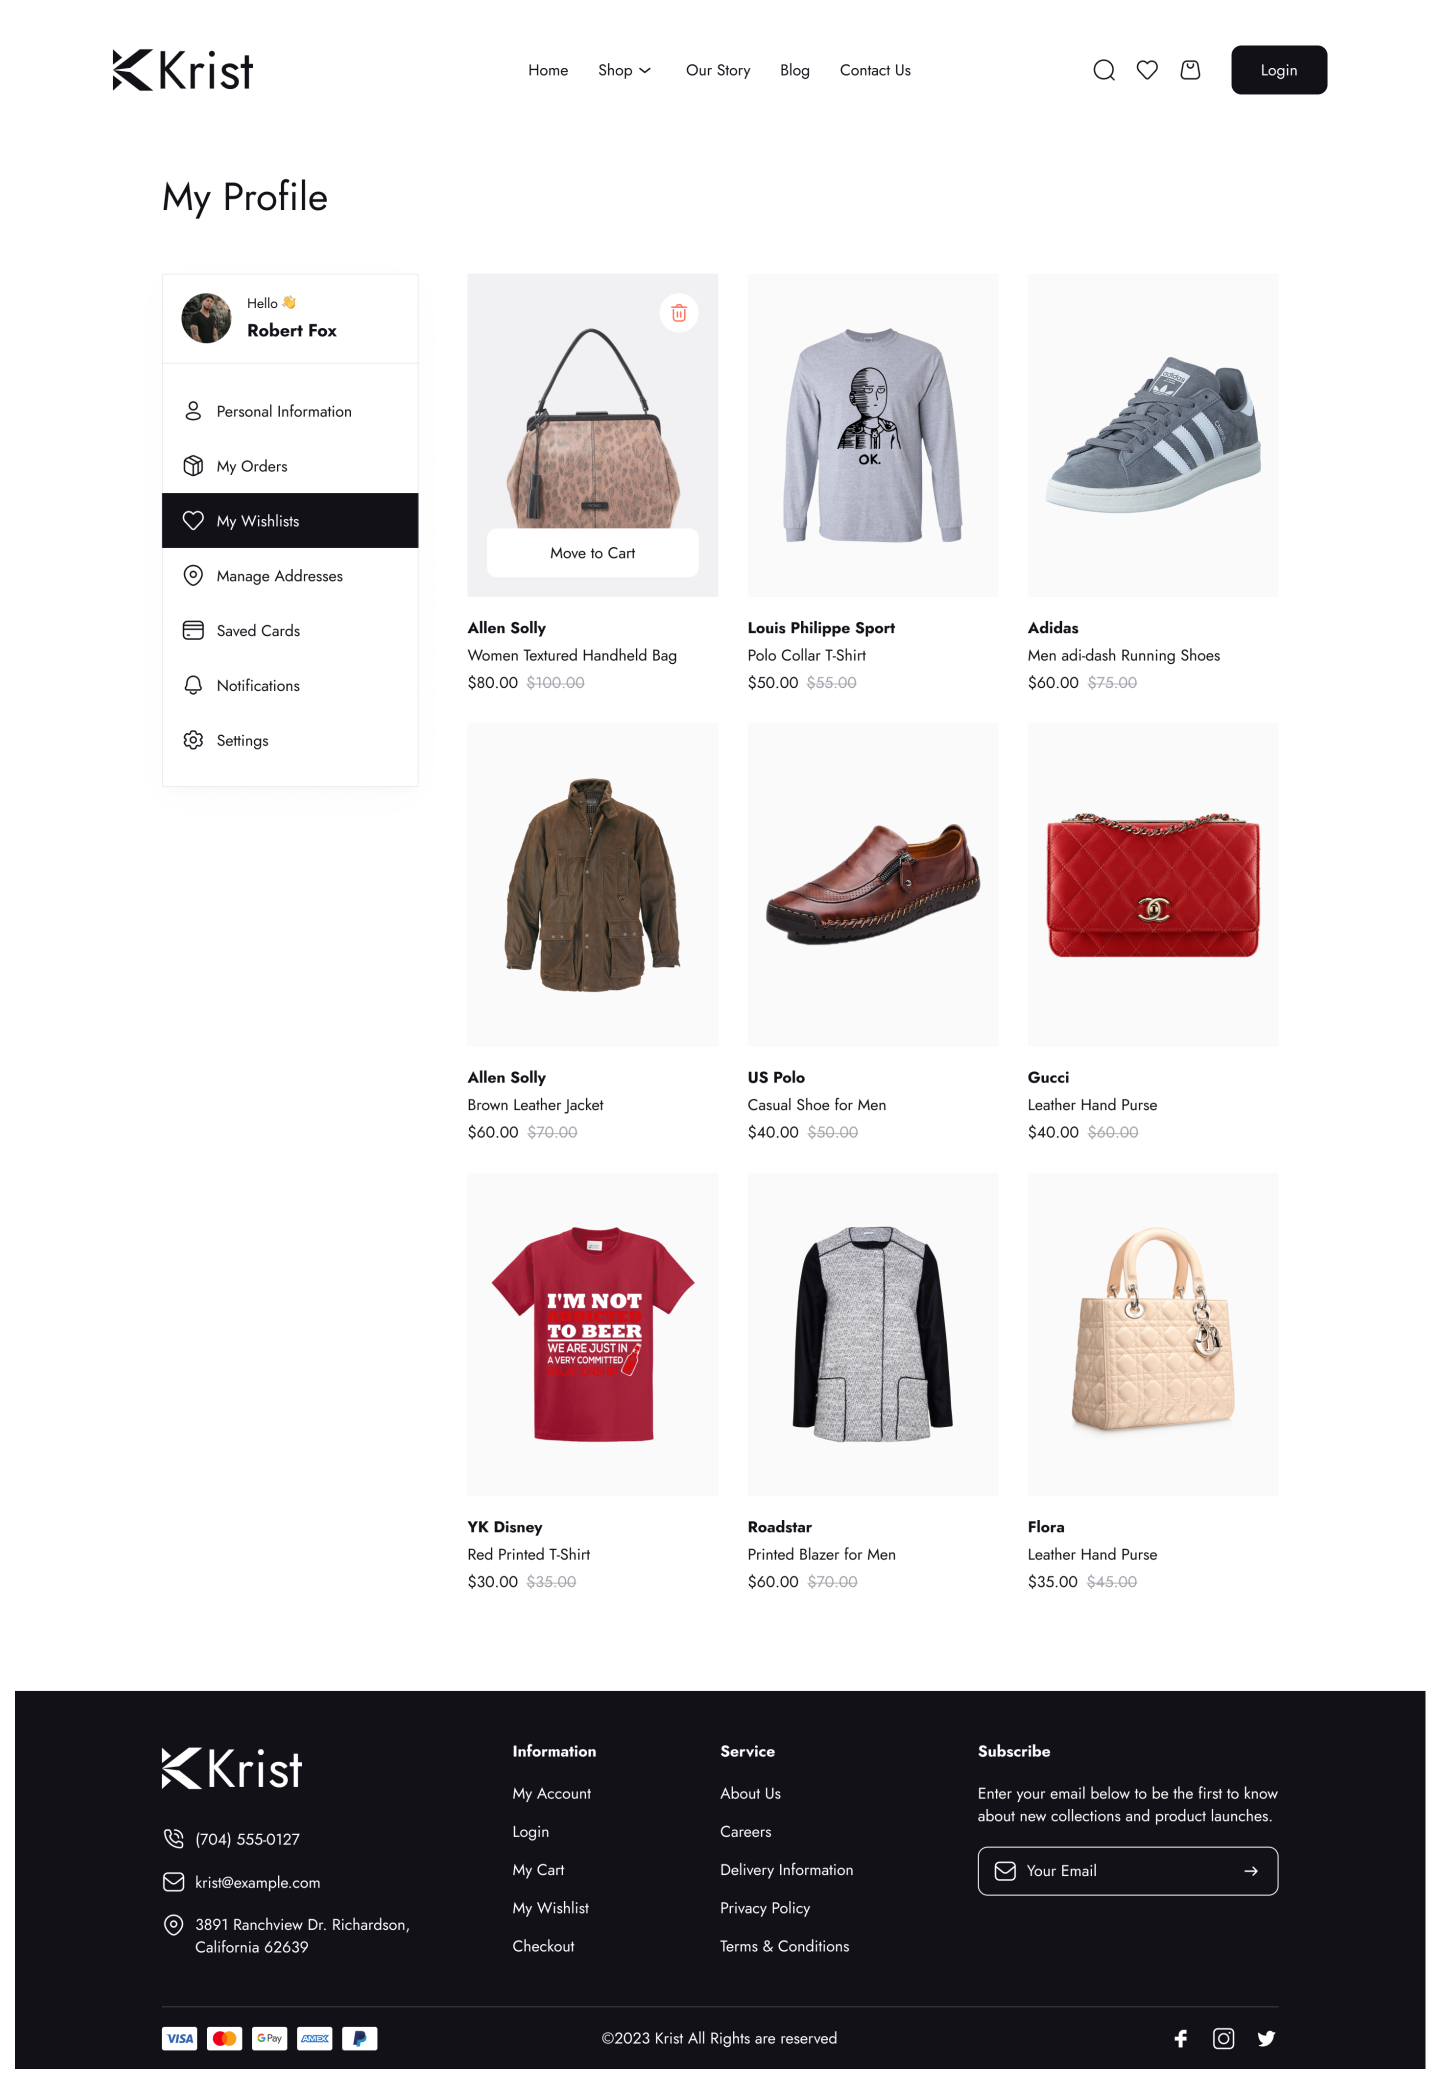 Krist
Home Shop Our Story Blog Contact Us
Login
My Profile
Hello 👋
Robert Fox
Personal Information
My Orders
My Wishlists
Manage Addresses
Saved Cards
Notifications
Settings
Move to Cart
Allen Solly
Women Textured Handheld Bag
$80.00 $100.00
OK.
Louis Philippe Sport
Polo Collar T-Shirt
$50.00 $55.00
adidas
Adidas
Men adi-dash Running Shoes
$60.00 $75.00
Allen Solly
Brown Leather Jacket
$60.00 $70.00
US Polo
Casual Shoe for Men
$40.00 $50.00
Gucci
Leather Hand Purse
$40.00 $60.00
I'M NOT
TO BEER
WE ARE JUST IN
A VERY COMMITTED
YK Disney
Red Printed T-Shirt
$30.00 $35.00
Roadstar
Printed Blazer for Men
$60.00 $70.00
Flora
Leather Hand Purse
$35.00 $45.00
Krist
(704) 555-0127
krist@example.com
3891 Ranchview Dr. Richardson,
California 62639
Information
My Account
Login
My Cart
My Wishlist
Checkout
Service
About Us
Careers
Delivery Information
Privacy Policy
Terms & Conditions
Subscribe
Enter your email below to be the first to know
about new collections and product launches.
Your Email
VISA
G Pay
AMEX
©2023 Krist All Rights are reserved